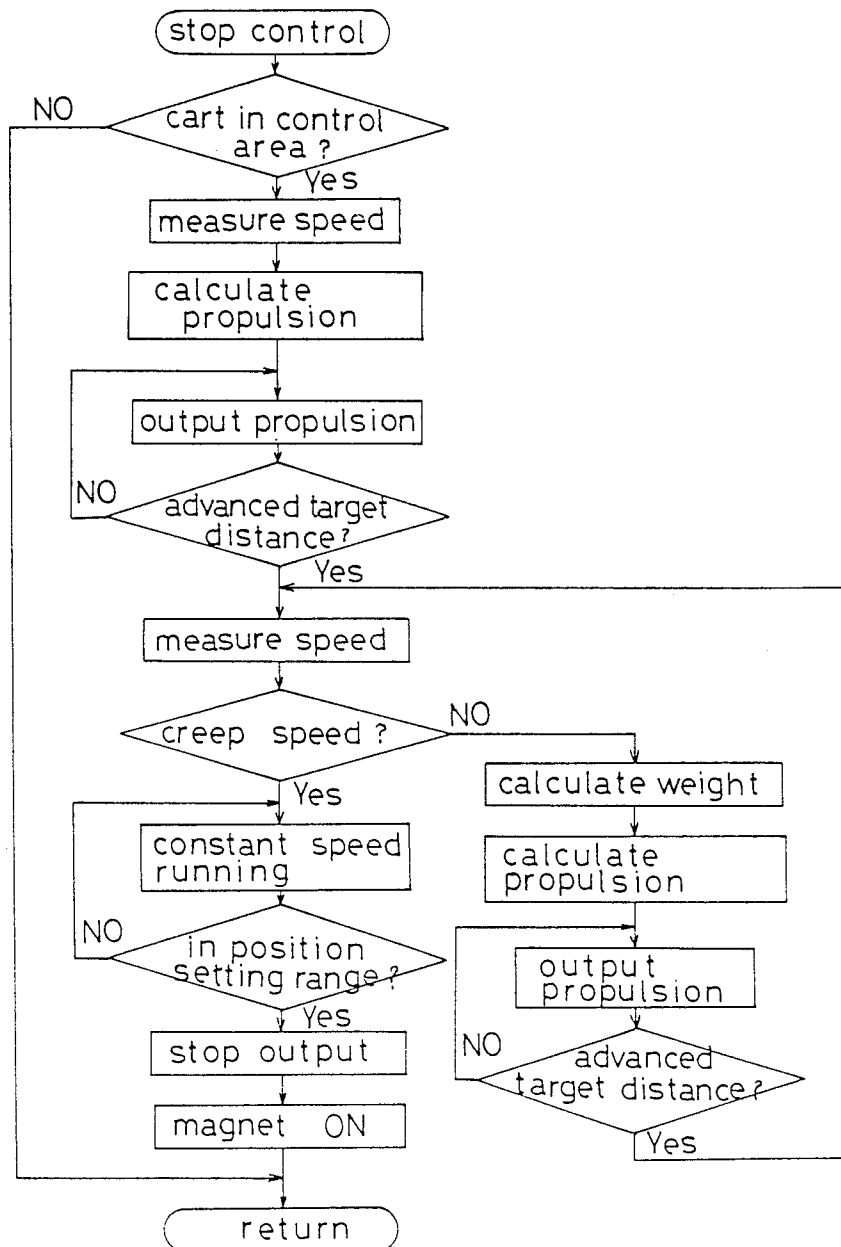 stop control
NO
cart in control
area?
Yes
measure speed
calculate
propulsion
output propulsion
NO
advanced target
distance?
Yes
measure speed
creep speed?
NO
Yes
calculate weight
constant speed
running
calculate
propulsion
NO
in position
setting range?
output
propulsion
Yes
stop output
NO
advanced
target distance?
magnet ON
Yes
return